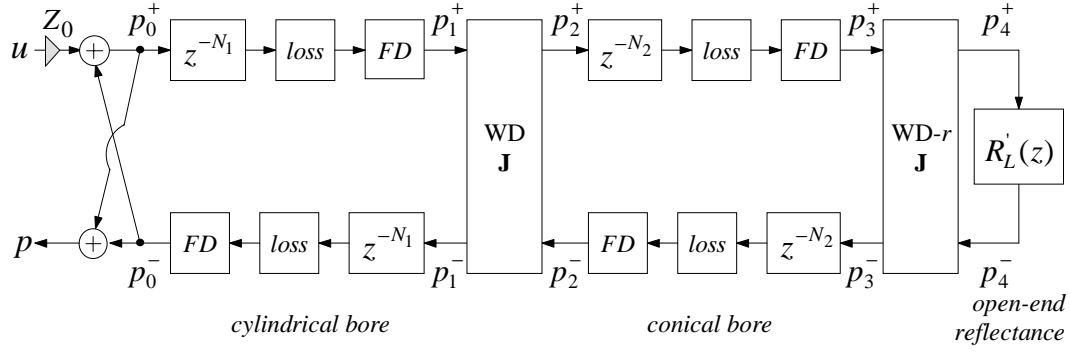 u Z₀ + p₀⁺ z⁻ᴺ¹ loss FD p₁⁺ p₂⁺ z⁻ᴺ² loss FD p₃⁺ p₄⁺
WD J WD-r J R'_L(z)
p + p₀⁻ FD loss z⁻ᴺ¹ p₁⁻ p₂⁻ FD loss z⁻ᴺ² p₃⁻ p₄⁻
cylindrical bore
conical bore
open-end
reflectance